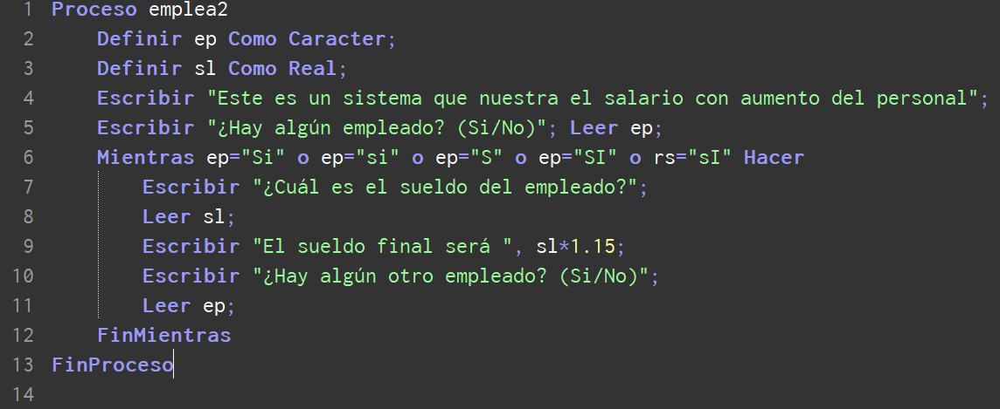 1 Proceso emplea2
2 Definir ep Como Caracter;
3 Definir sl Como Real;
4 Escribir "Este es un sistema que nuestra el salario con aumento del personal";
5 Escribir "¿Hay algún empleado? (Si/No)"; Leer ep;
6 Mientras ep="Si" o ep="si" o ep="S" o ep="SI" o rs="sI" Hacer
7 Escribir "¿Cuál es el sueldo del empleado?";
8 Leer sl;
9 Escribir "El sueldo final será ", sl*1.15;
10 Escribir "¿Hay algún otro empleado? (Si/No)";
11 Leer ep;
12 FinMientras
13 FinProceso
14